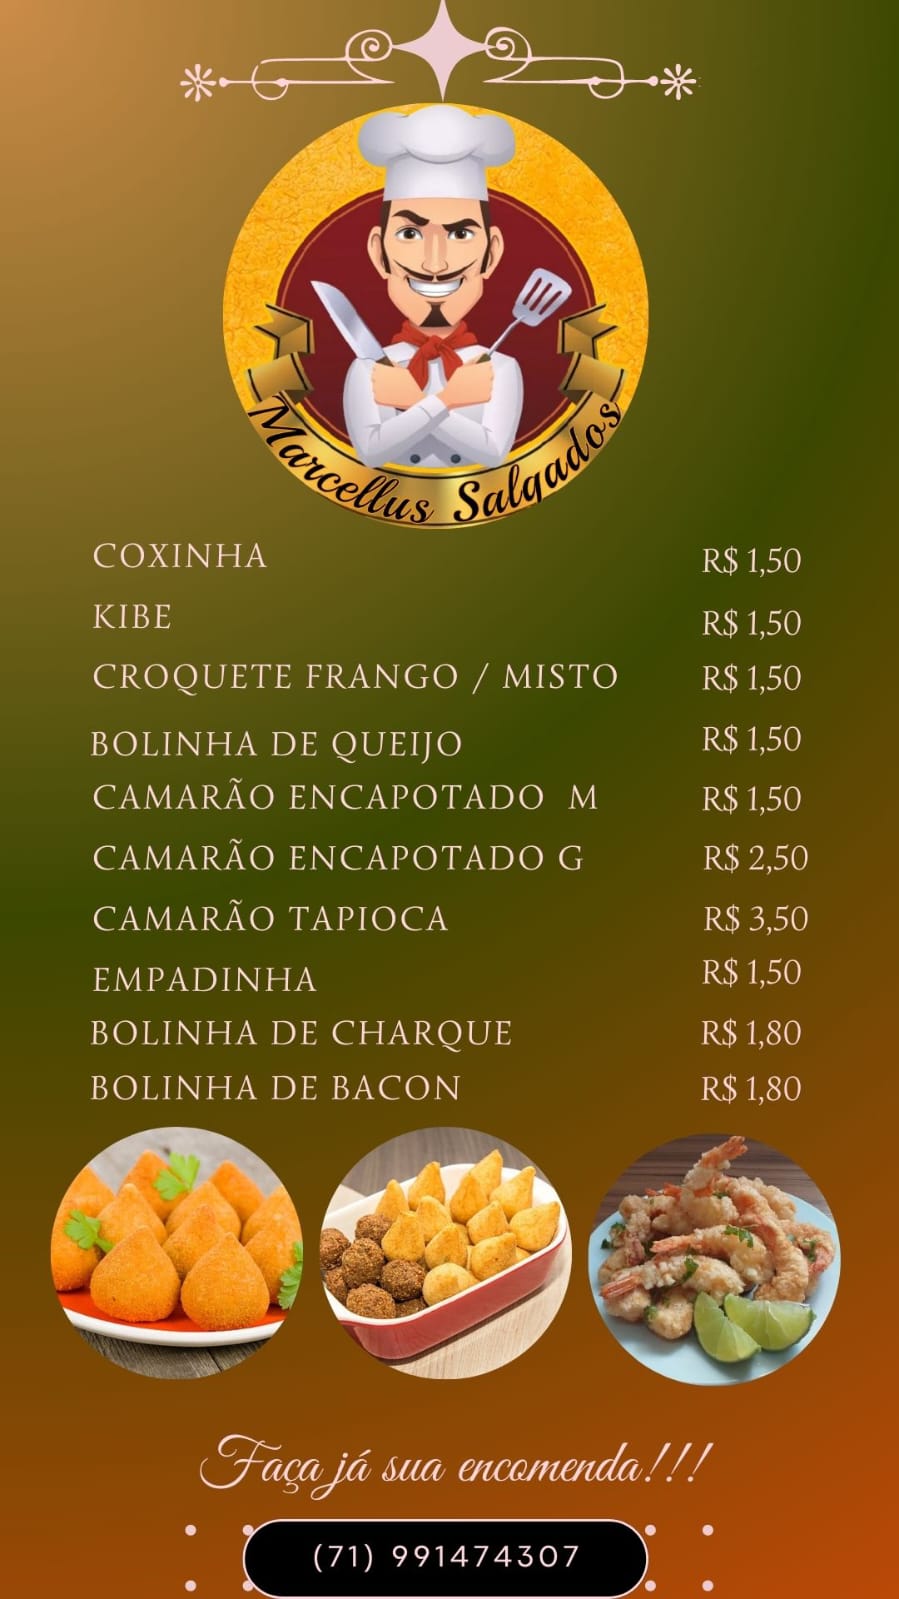 Marcellus Salgados
COXINHA R$ 1,50
KIBE R$ 1,50
CROQUETE FRANGO / MISTO R$ 1,50
BOLINHA DE QUEIJO R$ 1,50
CAMARÃO ENCAPOTADO M R$ 1,50
CAMARÃO ENCAPOTADO G R$ 2,50
CAMARÃO TAPIOCA R$ 3,50
EMPADINHA R$ 1,50
BOLINHA DE CHARQUE R$ 1,80
BOLINHA DE BACON R$ 1,80
Faça já sua encomenda!!!
(71) 991474307